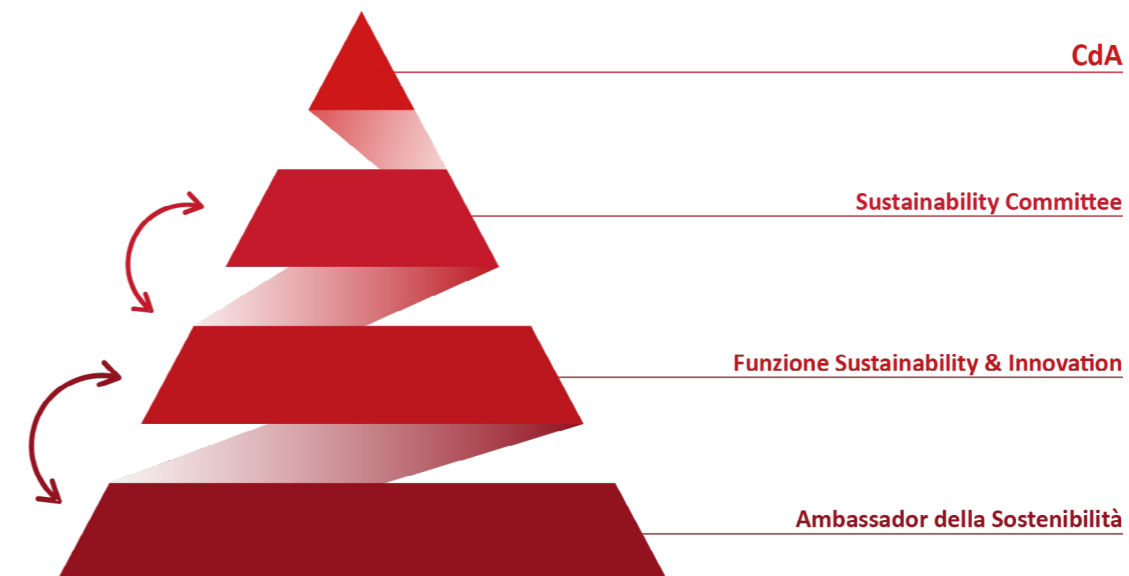 CdA
Sustainability Committee
Funzione Sustainability & Innovation
Ambassador della Sostenibilità